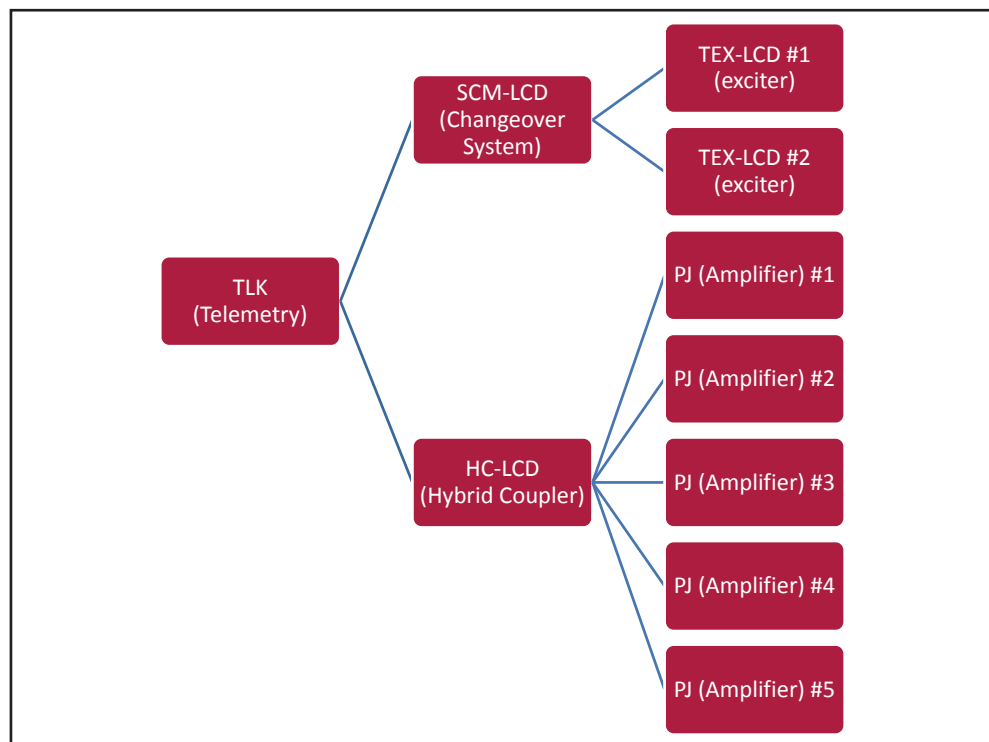 TLK
(Telemetry)
SCM-LCD
(Changeover
System)
HC-LCD
(Hybrid Coupler)
TEX-LCD #1
(exciter)
TEX-LCD #2
(exciter)
PJ (Amplifier) #1
PJ (Amplifier) #2
PJ (Amplifier) #3
PJ (Amplifier) #4
PJ (Amplifier) #5